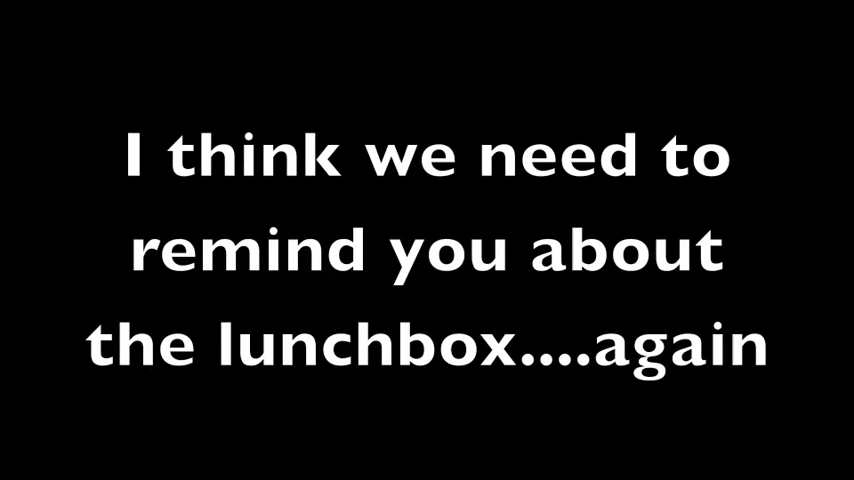 I think we need to
remind you about
the lunchbox....again